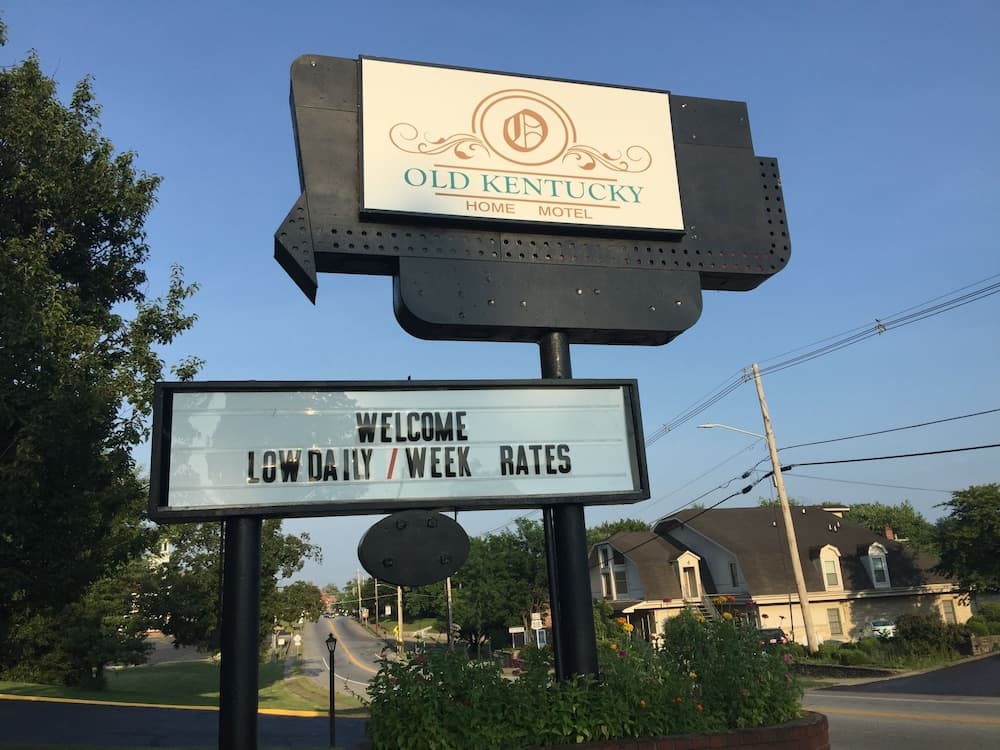 O
OLD KENTUCKY
HOME MOTEL
WELCOME
LOW DAILY / WEEK RATES